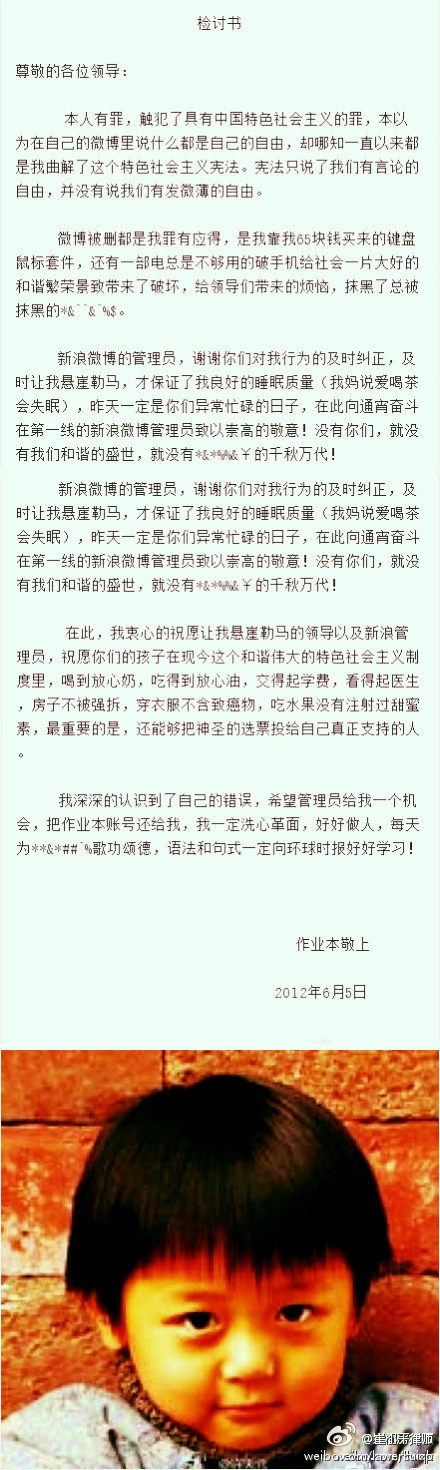 检讨书
尊敬的各位领导：
本人有罪，触犯了具有中国特色社会主义的罪，本以
为在自己的微博里说什么都是自己的自由，却哪知一直以来都
是我曲解了这个特色社会主义宪法。宪法只说了我们有言论的
自由，并没有说我们有发微薄的自由。
微博被删都是我罪有应得，是我靠我65块钱买来的键盘
鼠标套件，还有一部电总是不够用的破手机给社会一片大好的
和谐繁荣景致带来了破坏，给领导们带来的烦恼，抹黑了总被
抹黑的*&^^&^%$。
新浪微博的管理员，谢谢你们对我行为的及时纠正，及
时让我悬崖勒马，才保证了我良好的睡眠质量（我妈说爱喝茶
会失眠），昨天一定是你们异常忙碌的日子，在此向通宵奋斗
在第一线的新浪微博管理员致以崇高的敬意！没有你们，就没
有我们和谐的盛世，就没有*&*%%&￥的千秋万代！
新浪微博的管理员，谢谢你们对我行为的及时纠正，及
时让我悬崖勒马，才保证了我良好的睡眠质量（我妈说爱喝茶
会失眠），昨天一定是你们异常忙碌的日子，在此向通宵奋斗
在第一线的新浪微博管理员致以崇高的敬意！没有你们，就没
有我们和谐的盛世，就没有*&*%%&￥的千秋万代！
在此，我衷心的祝愿让我悬崖勒马的领导以及新浪管
理员，祝愿你们的孩子在现今这个和谐伟大的特色社会主义制
度里，喝到放心奶，吃得到放心油，交得起学费，看得起医生
，房子不被强拆，穿衣服不含致癌物，吃水果没有注射过甜蜜
素，最重要的是，还能够把神圣的选票投给自己真正支持的人
。
我深深的认识到了自己的错误，希望管理员给我一个机
会，把作业本账号还给我，我一定洗心革面，好好做人，每天
为**&*##^%歌功颂德，语法和句式一定向环球时报好好学习！
作业本敬上
2012年6月5日